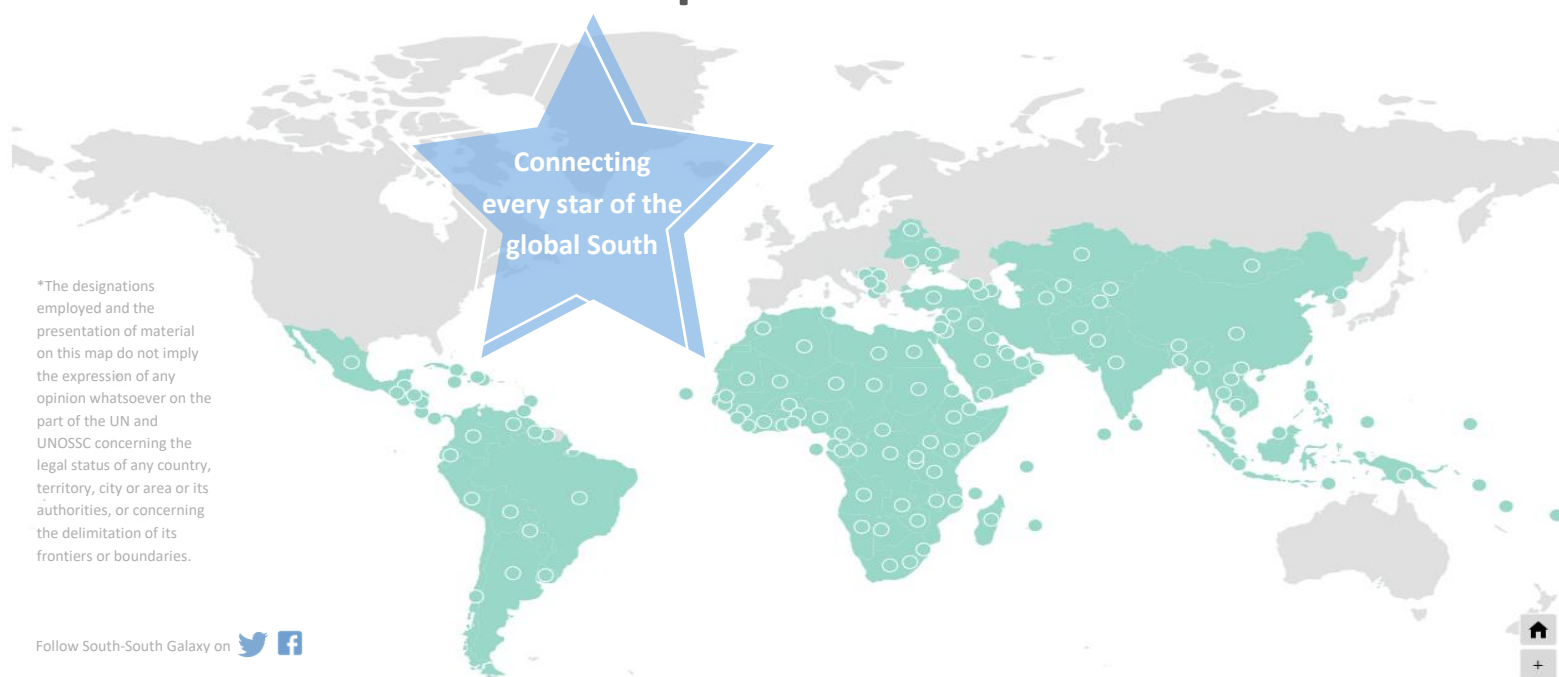 Connecting
every star of the
global South
*The designations
employed and the
presentation of material
on this map do not imply
the expression of any
opinion whatsoever on the
part of the UN and
UNOSSC concerning the
legal status of any country,
territory, city or area or its
authorities, or concerning
the delimitation of its
frontiers or boundaries.
Follow South-South Galaxy on
+